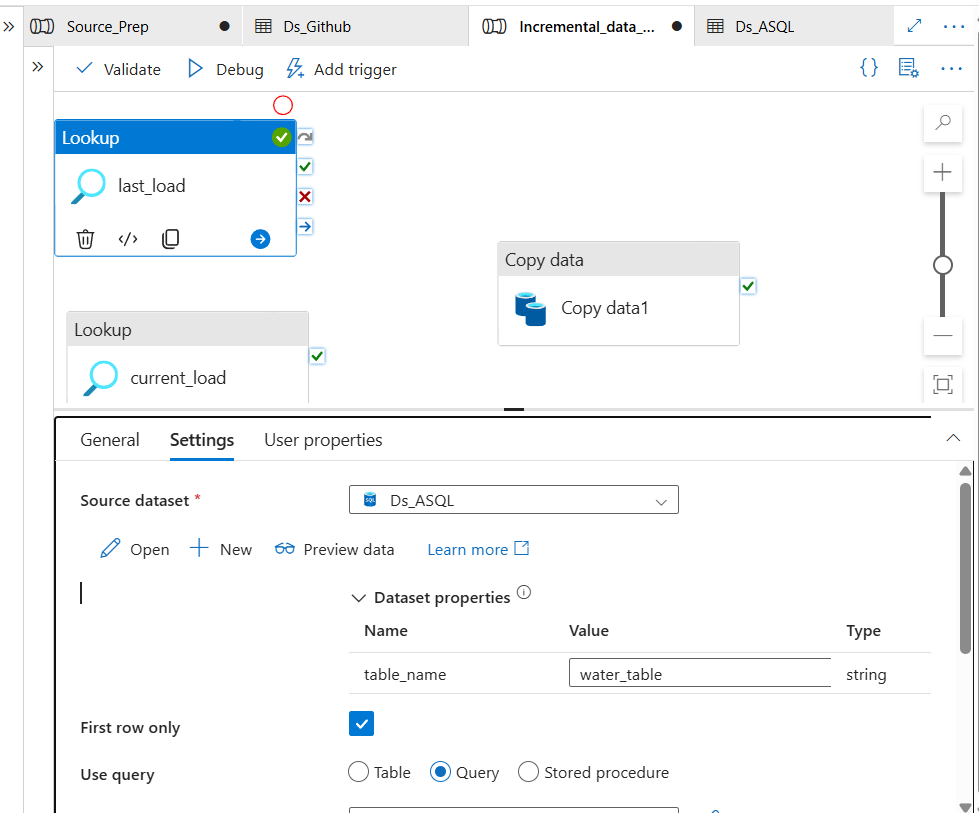 Source_Prep
Ds_Github
Incremental_data_...
Ds_ASQL
Validate
Debug
Add trigger
Lookup
last_load
Copy data
Copy data1
Lookup
current_load
General
Settings
User properties
Source dataset *
Ds_ASQL
Open
New
Preview data
Learn more
Dataset properties
Name Value Type
table_name water_table string
First row only
Use query
Table
Query
Stored procedure